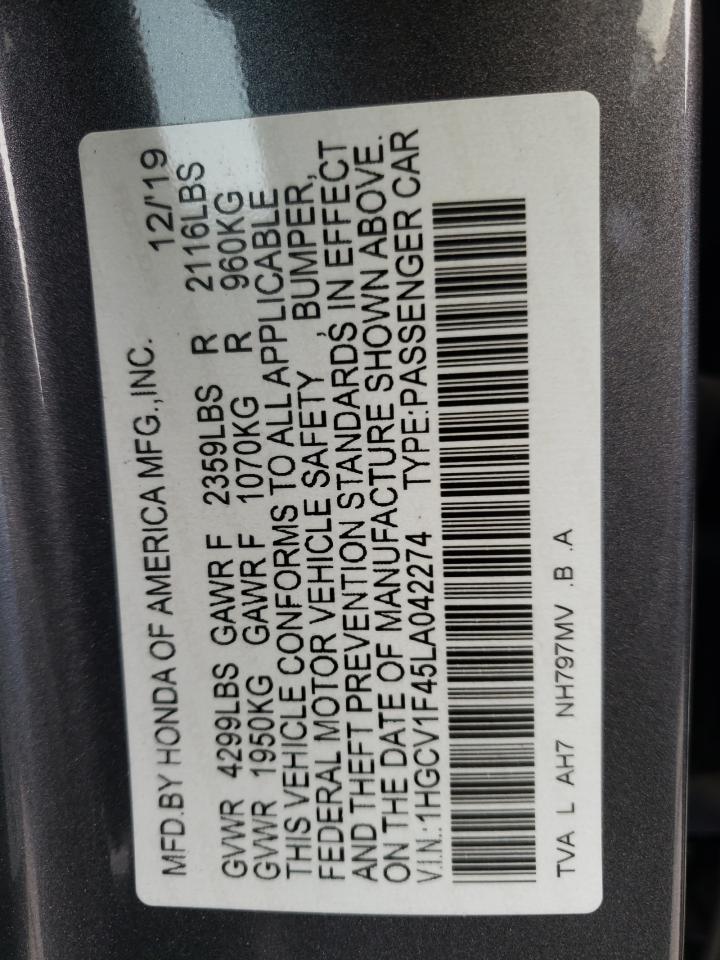 MFD.BY HONDA OF AMERICA MFG.,INC. 12/'19
GVWR 4299LBS GAWR F 2359LBS R 2116LBS
GVWR 1950KG GAWR F 1070KG R 960KG
THIS VEHICLE CONFORMS TO ALL APPLICABLE
FEDERAL MOTOR VEHICLE SAFETY , BUMPER,
AND THEFT PREVENTION STANDARDS IN EFFECT
ON THE DATE OF MANUFACTURE SHOWN ABOVE.
V.I.N.:1HGCV1F45LA042274 TYPE:PASSENGER CAR
TVA L AH7 NH797MV .B .A